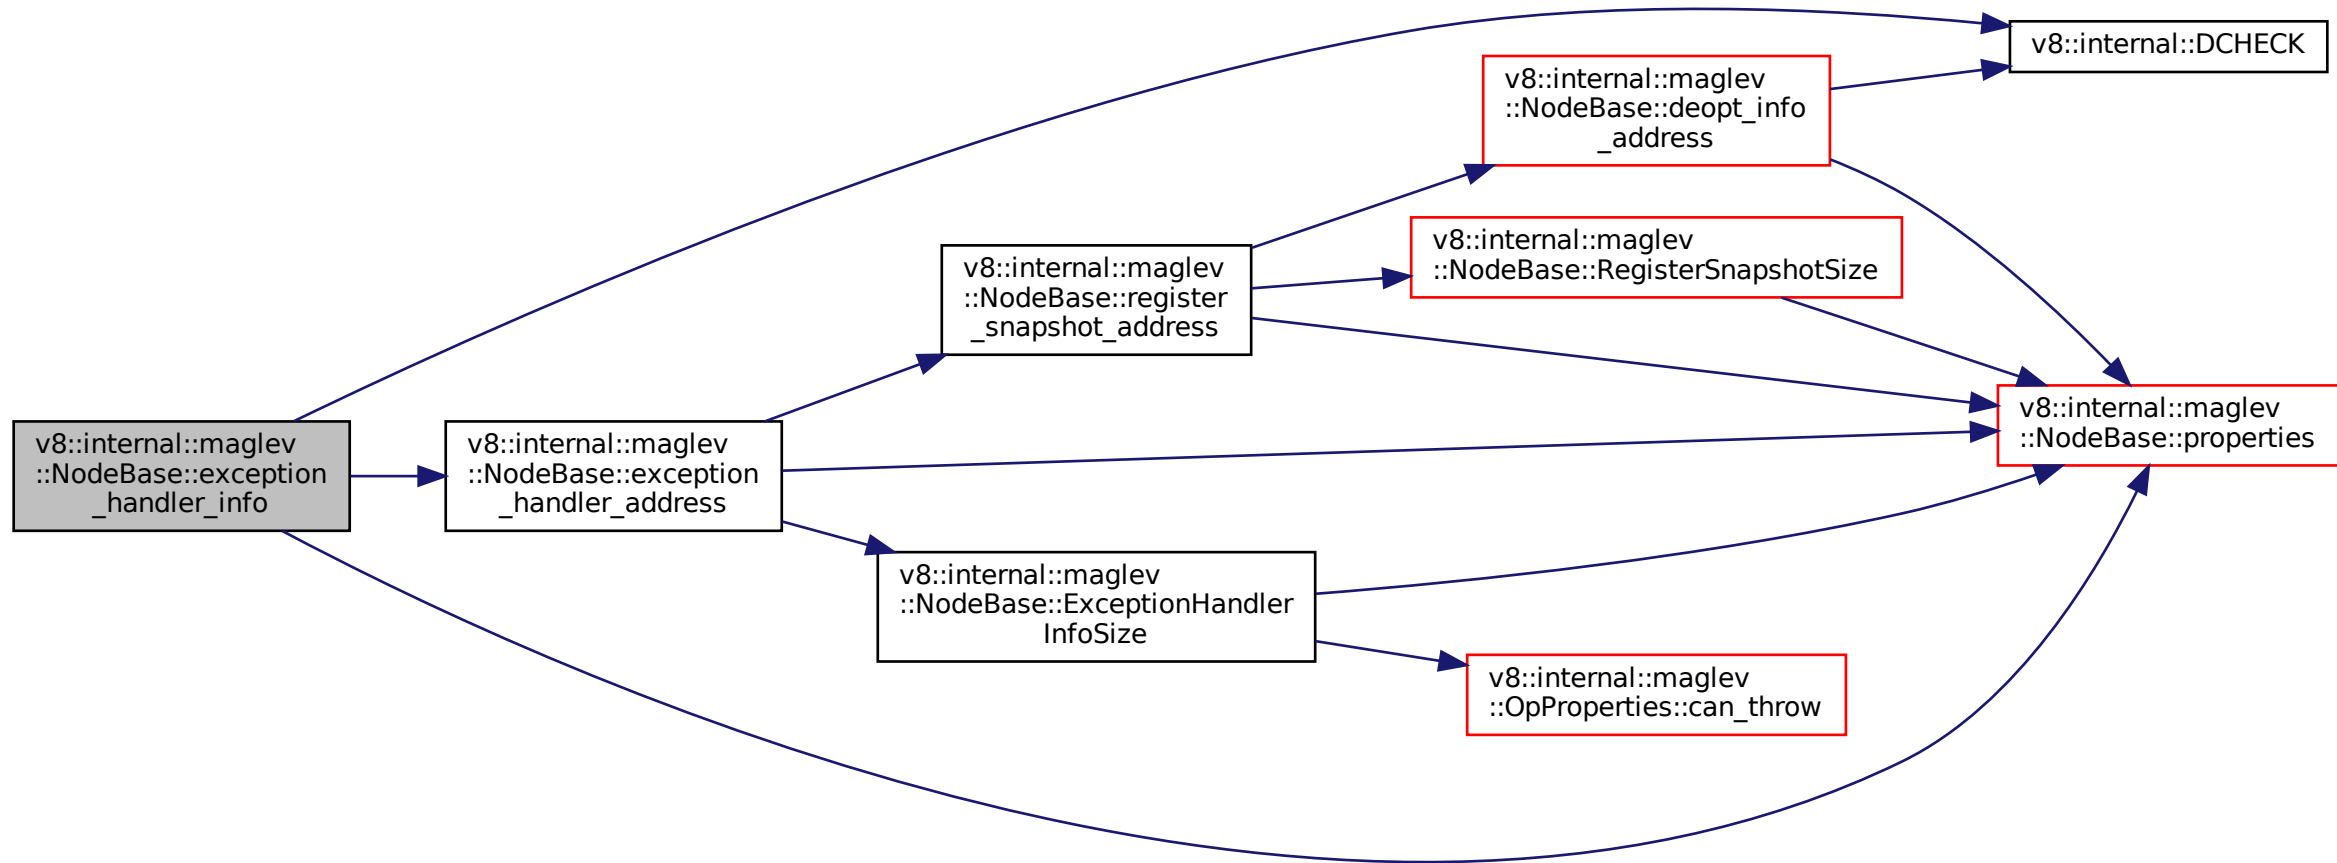 v8::internal::maglev
::NodeBase::exception
_handler_info
v8::internal::DCHECK
v8::internal::maglev
::NodeBase::exception
_handler_address
v8::internal::maglev
::NodeBase::register
_snapshot_address
v8::internal::maglev
::NodeBase::deopt_info
_address
v8::internal::maglev
::NodeBase::RegisterSnapshotSize
v8::internal::maglev
::NodeBase::properties
v8::internal::maglev
::NodeBase::ExceptionHandler
InfoSize
v8::internal::maglev
::OpProperties::can_throw